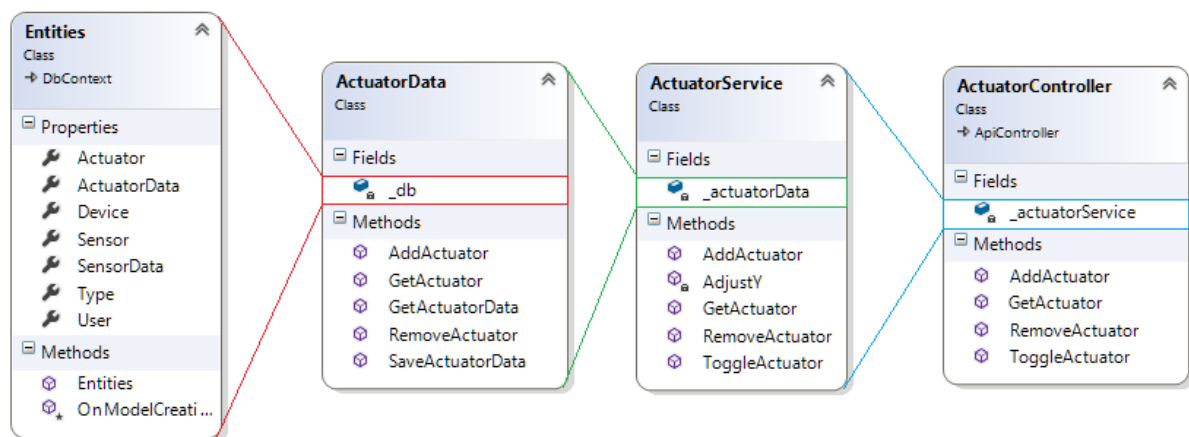 Entities
Class
DbContext
Properties
Actuator
ActuatorData
Device
Sensor
SensorData
Type
User
Methods
Entities
OnModelCreati...
ActuatorData
Class
Fields
_db
Methods
AddActuator
GetActuator
GetActuatorData
RemoveActuator
SaveActuatorData
ActuatorService
Class
Fields
_actuatorData
Methods
AddActuator
AdjustY
GetActuator
RemoveActuator
ToggleActuator
ActuatorController
Class
ApiController
Fields
_actuatorService
Methods
AddActuator
GetActuator
RemoveActuator
ToggleActuator